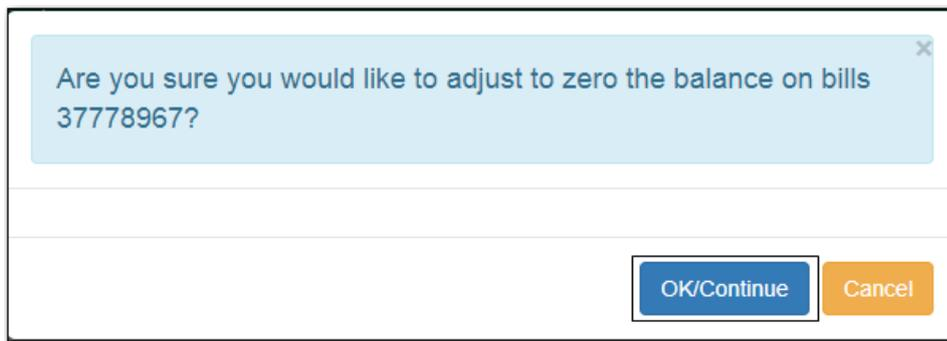 ×
Are you sure you would like to adjust to zero the balance on bills
37778967?
OK/Continue Cancel